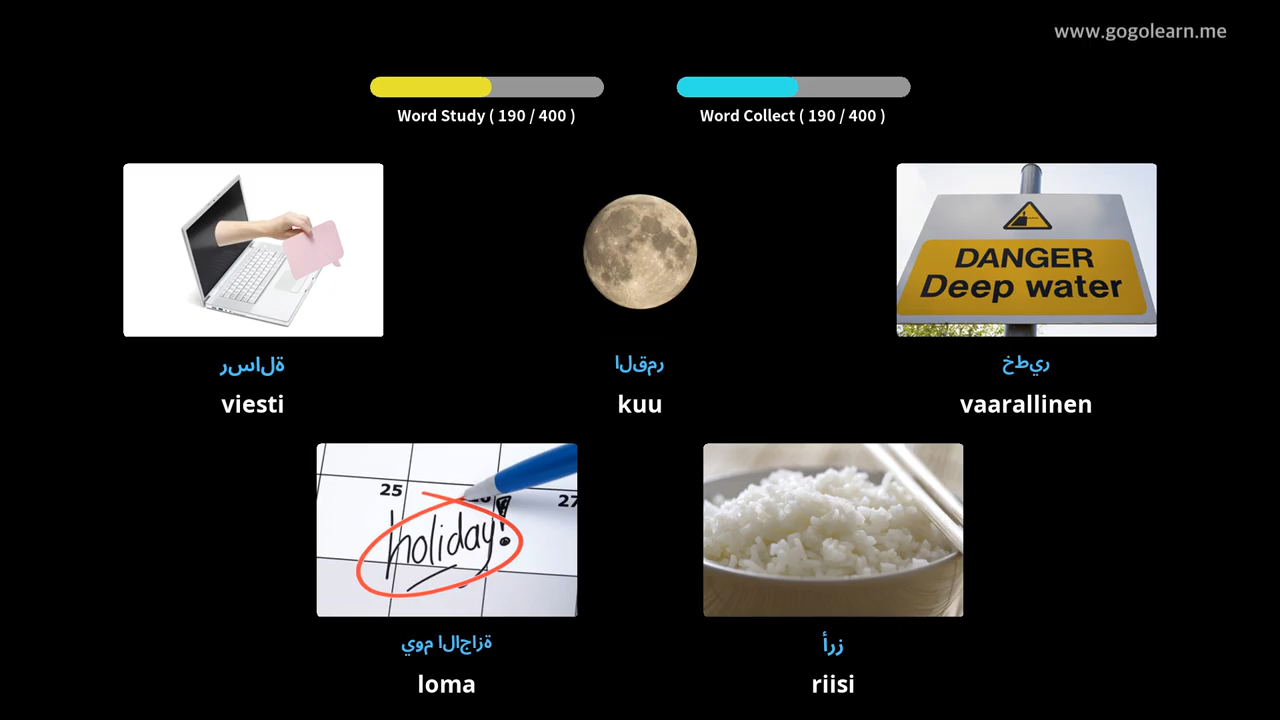 www.gogolearn.me
Word Study ( 190 / 400 )
Word Collect ( 190 / 400 )
DANGER
Deep water
رسالة
القمر
خطير
viesti
kuu
vaarallinen
25
27
holiday!
يوم الاجازة
أرز
loma
riisi